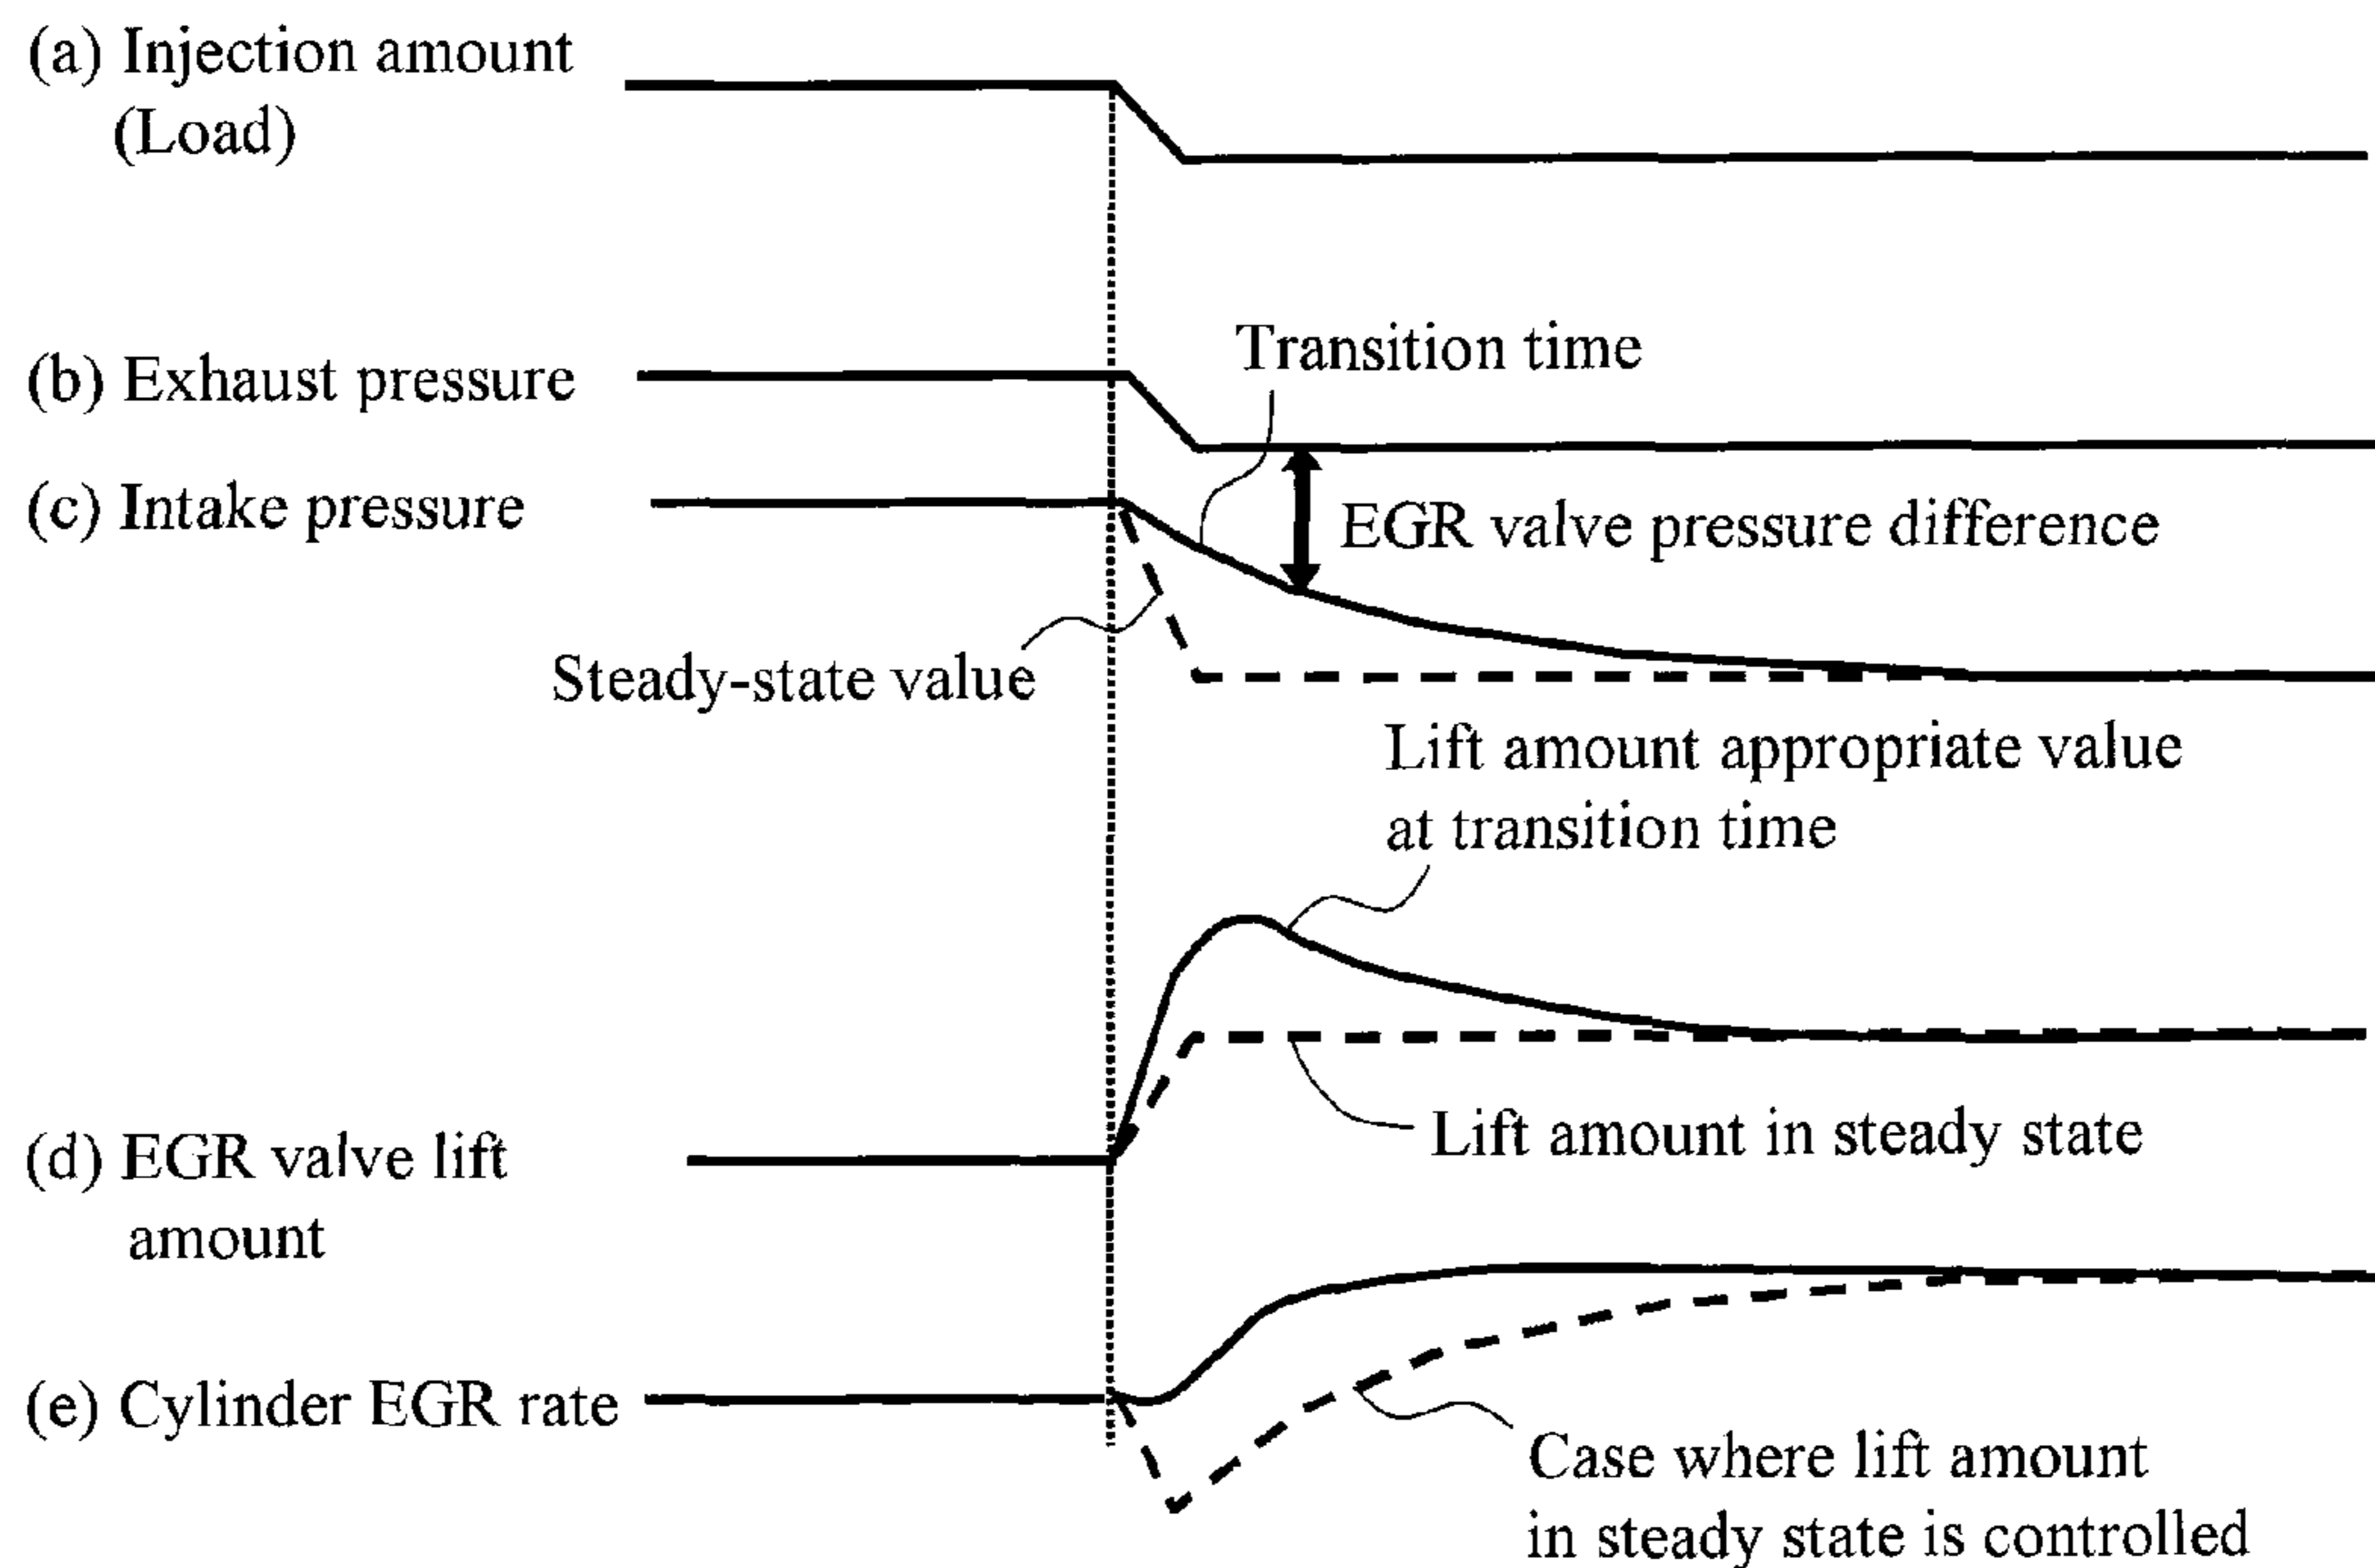 (a) Injection amount
(Load)
(b) Exhaust pressure
Transition time
(c) Intake pressure
EGR valve pressure difference
Steady-state value
Lift amount appropriate value
at transition time
Lift amount in steady state
(d) EGR valve lift
amount
(e) Cylinder EGR rate
Case where lift amount
in steady state is controlled